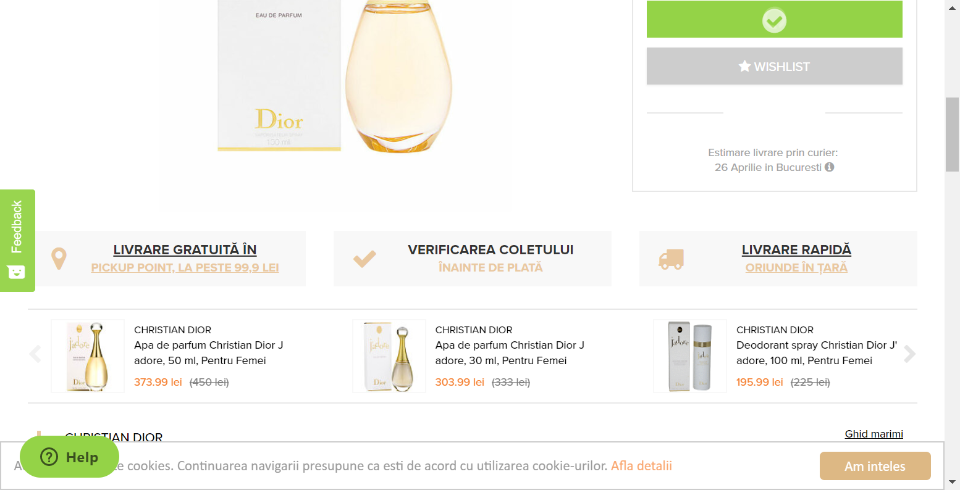 EAU DE PARFUM
Dior
100 ml
WISHLIST
Estimare livrare prin curier:
26 Aprilie in Bucuresti
Feedback
LIVRARE GRATUITĂ ÎN
PICKUP POINT, LA PESTE 99,9 LEI
VERIFICAREA COLETULUI
ÎNAINTE DE PLATĂ
LIVRARE RAPIDĂ
ORIUNDE ÎN ȚARĂ
CHRISTIAN DIOR
Apa de parfum Christian Dior J
adore, 50 ml, Pentru Femei
373.99 lei (450 lei)
CHRISTIAN DIOR
Apa de parfum Christian Dior J
adore, 30 ml, Pentru Femei
303.99 lei (333 lei)
CHRISTIAN DIOR
Deodorant spray Christian Dior J'
adore, 100 ml, Pentru Femei
195.99 lei (225 lei)
CHRISTIAN DIOR
Ghid marimi
Help
cookies. Continuarea navigarii presupune ca esti de acord cu utilizarea cookie-urilor. Afla detalii
Am inteles